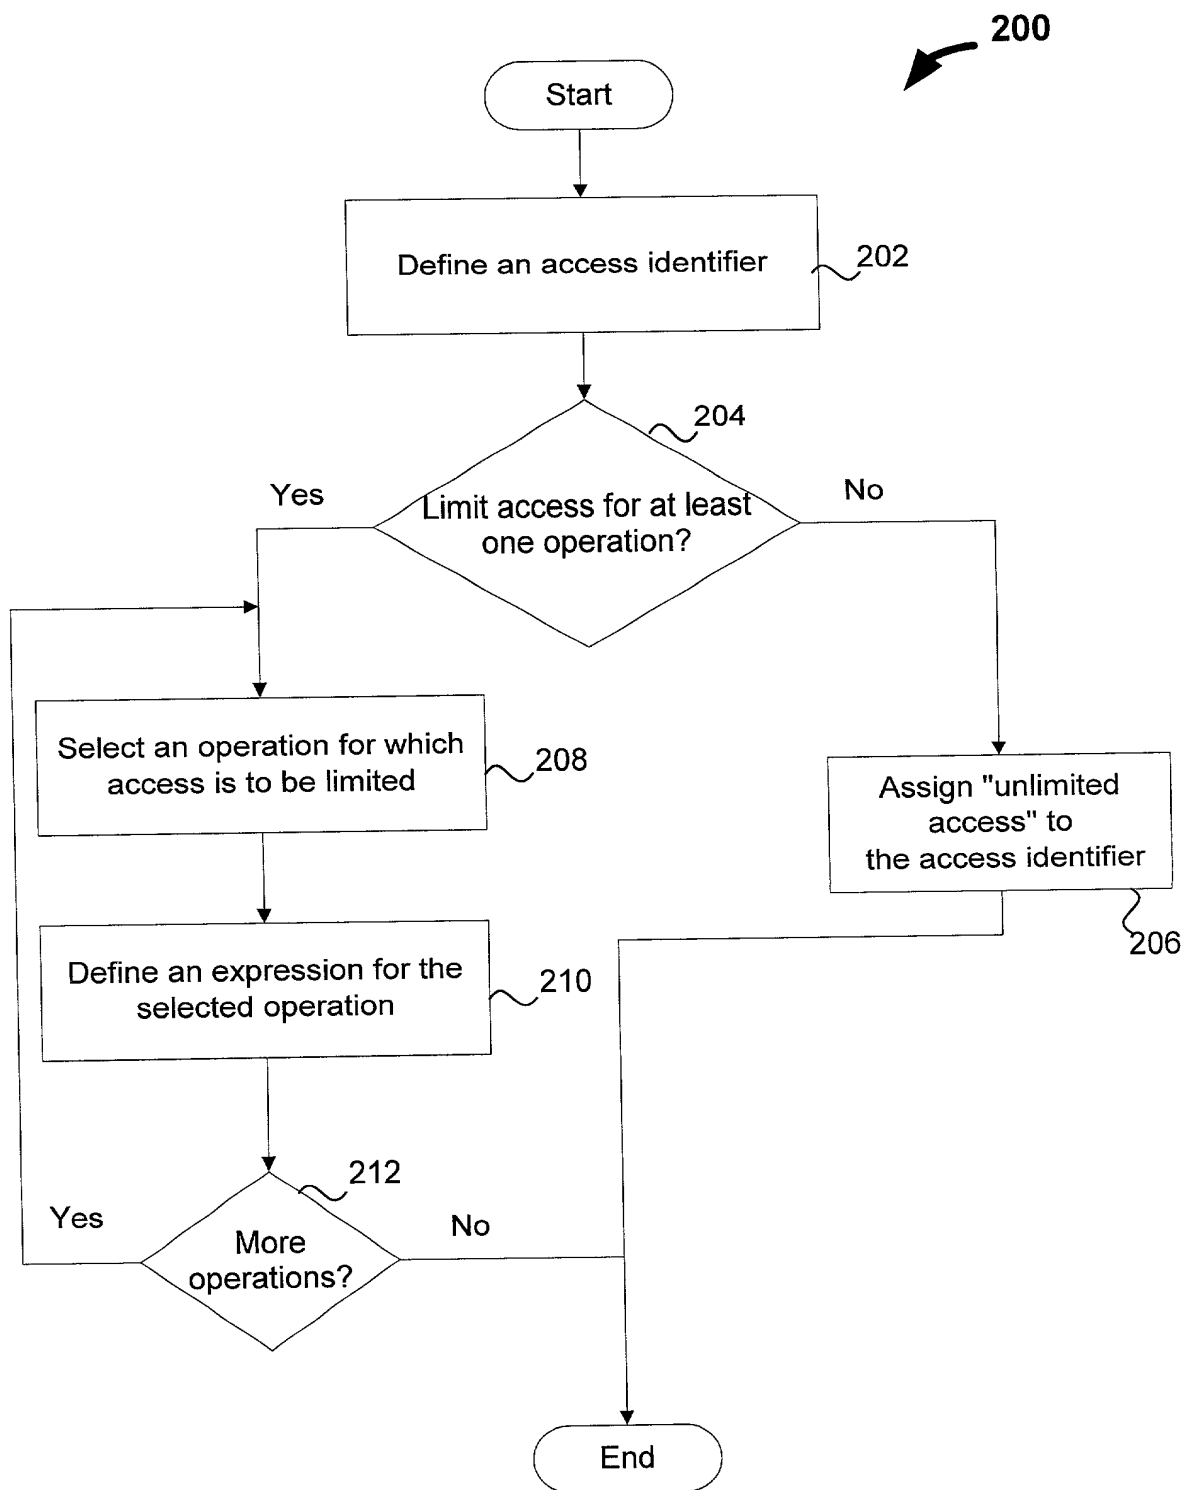 200
Start
Define an access identifier
202
204
Yes
No
Limit access for at least
one operation?
Select an operation for which
access is to be limited
208
Assign "unlimited
access" to
the access identifier
206
Define an expression for the
selected operation
210
212
Yes
No
More
operations?
End